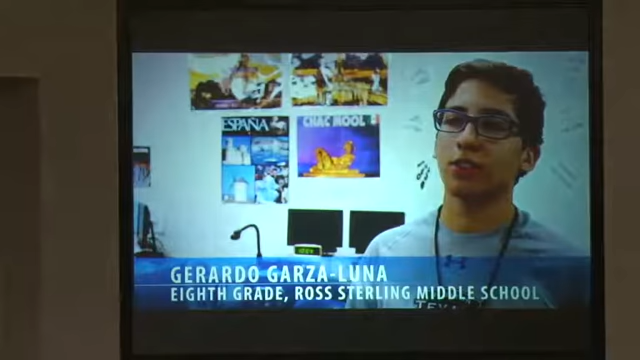 ESPAÑA
CHAC MOOL
GERARDO GARZA-LUNA
EIGHTH GRADE, ROSS STERLING MIDDLE SCHOOL